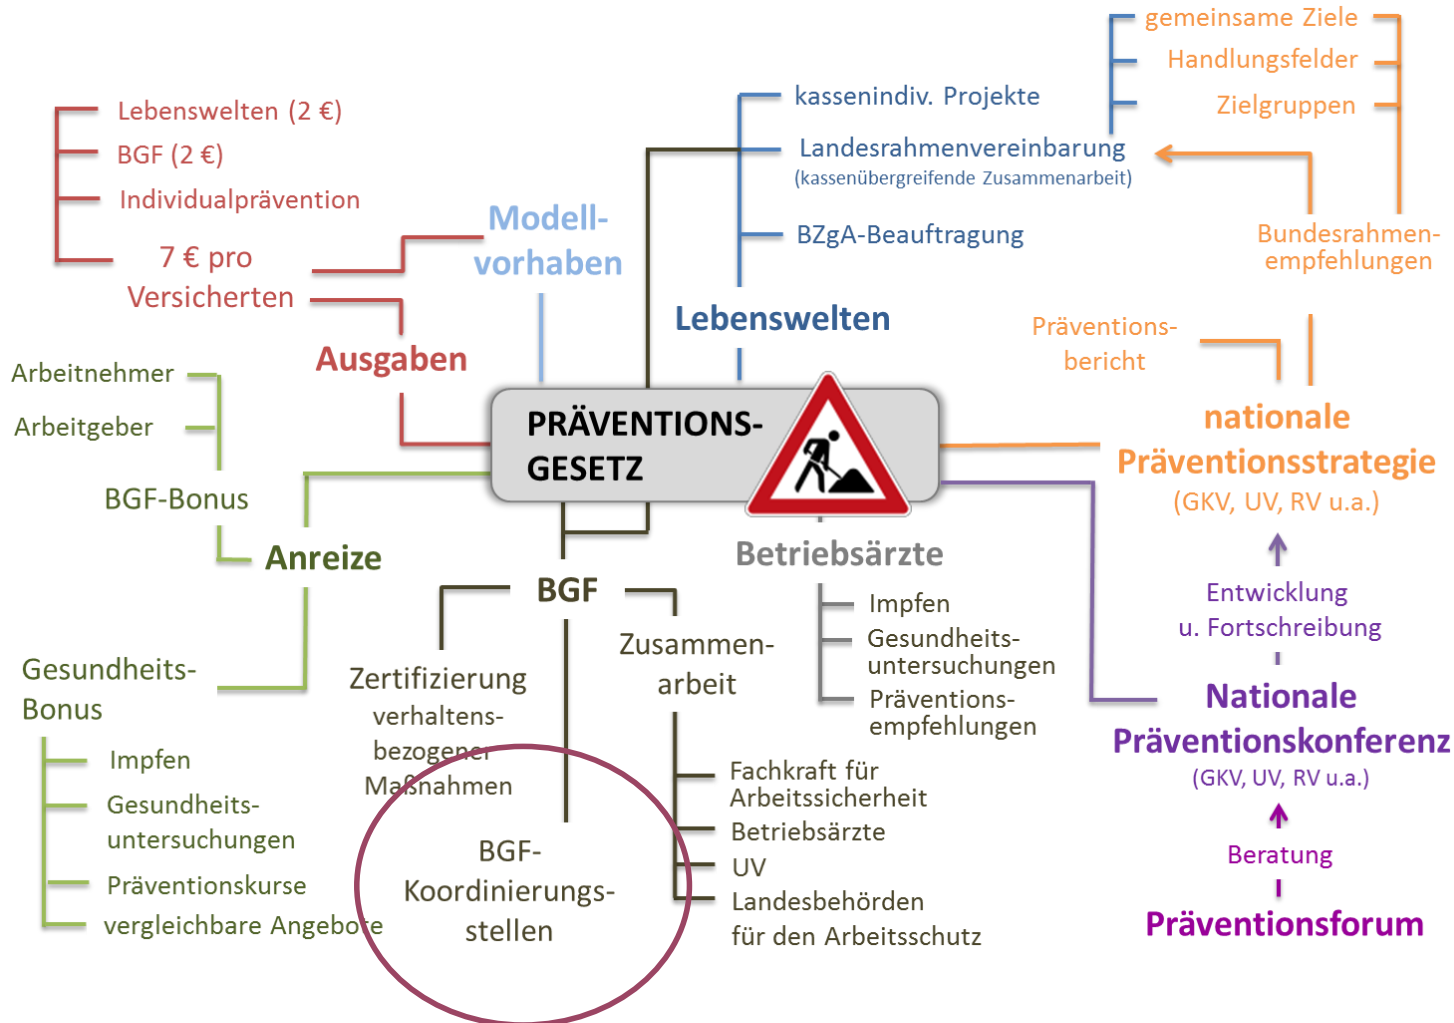 PRÄVENTIONS-
GESETZ
Lebenswelten (2 €)
BGF (2 €)
Individualprävention
7 € pro
Versicherten
Ausgaben
Modell-
vorhaben
kassenindiv. Projekte
Landesrahmenvereinbarung
(kassenübergreifende Zusammenarbeit)
BZgA-Beauftragung
Lebenswelten
gemeinsame Ziele
Handlungsfelder
Zielgruppen
Bundesrahmen-
empfehlungen
Präventions-
bericht
nationale
Präventionsstrategie
(GKV, UV, RV u.a.)
Entwicklung
u. Fortschreibung
Nationale
Präventionskonferenz
(GKV, UV, RV u.a.)
Beratung
Präventionsforum
Arbeitnehmer
Arbeitgeber
BGF-Bonus
Anreize
Gesundheits-
Bonus
Impfen
Gesundheits-
untersuchungen
Präventionskurse
vergleichbare Angebote
BGF
Zertifizierung
verhaltens-
bezogener
Maßnahmen
BGF-
Koordinierungs-
stellen
Zusammen-
arbeit
Fachkraft für
Arbeitssicherheit
Betriebsärzte
UV
Landesbehörden
für den Arbeitsschutz
Betriebsärzte
Impfen
Gesundheits-
untersuchungen
Präventions-
empfehlungen